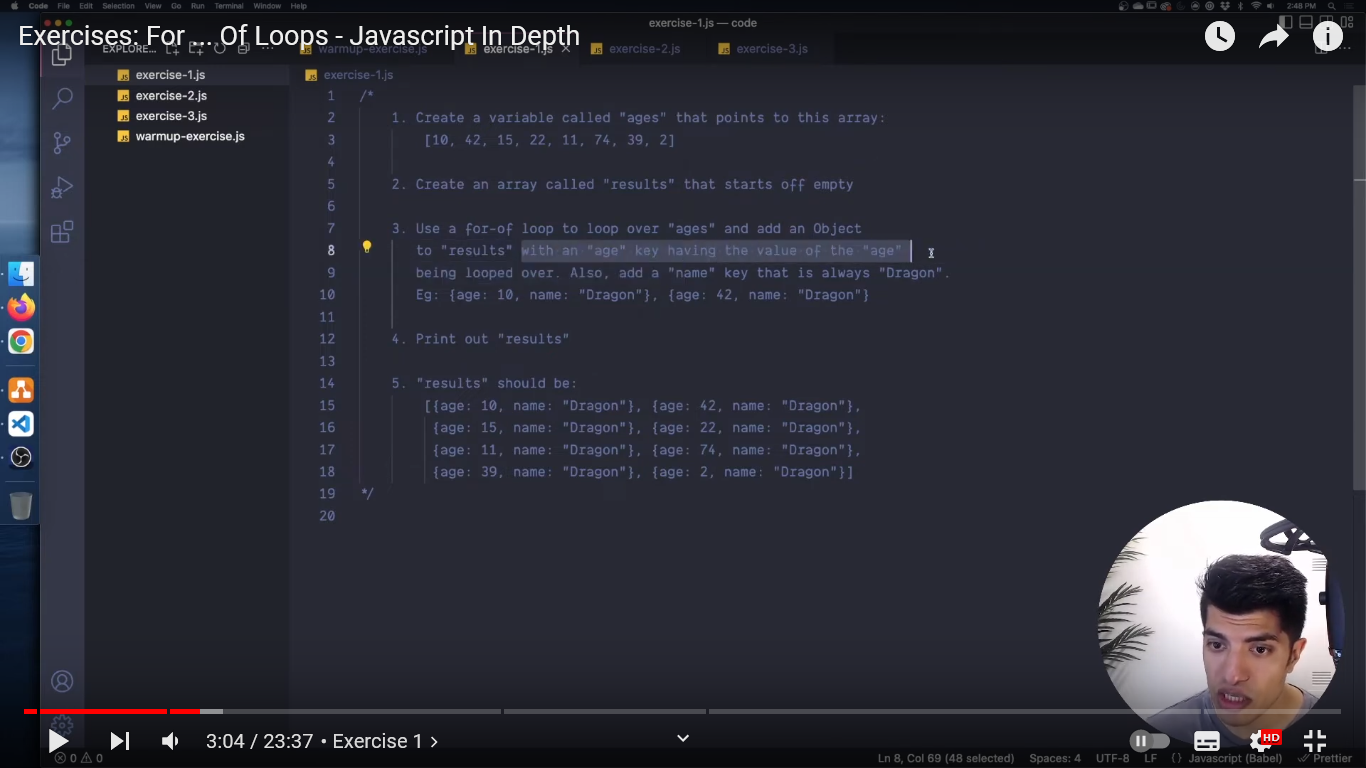 Code File Edit Selection View Go Run Terminal Window Help 2:48 PM
exercise-1.js — code
Exercises: For ... Of Loops - Javascript In Depth
EXPLORE... warmup-exercise.js exercise-1.js exercise-2.js exercise-3.js
exercise-1.js
exercise-2.js
exercise-3.js
warmup-exercise.js
exercise-1.js
1 /*
2 1. Create a variable called "ages" that points to this array:
3 [10, 42, 15, 22, 11, 74, 39, 2]
4
5 2. Create an array called "results" that starts off empty
6
7 3. Use a for-of loop to loop over "ages" and add an Object
8 to "results" with an "age" key having the value of the "age"
9 being looped over. Also, add a "name" key that is always "Dragon".
10 Eg: {age: 10, name: "Dragon"}, {age: 42, name: "Dragon"}
11
12 4. Print out "results"
13
14 5. "results" should be:
15 [{age: 10, name: "Dragon"}, {age: 42, name: "Dragon"},
16 {age: 15, name: "Dragon"}, {age: 22, name: "Dragon"},
17 {age: 11, name: "Dragon"}, {age: 74, name: "Dragon"},
18 {age: 39, name: "Dragon"}, {age: 2, name: "Dragon"}]
19 */
20
3:04 / 23:37 • Exercise 1
HD
0 0 Ln 8, Col 69 (48 selected) Spaces: 4 UTF-8 LF {} Javascript (Babel) Prettier